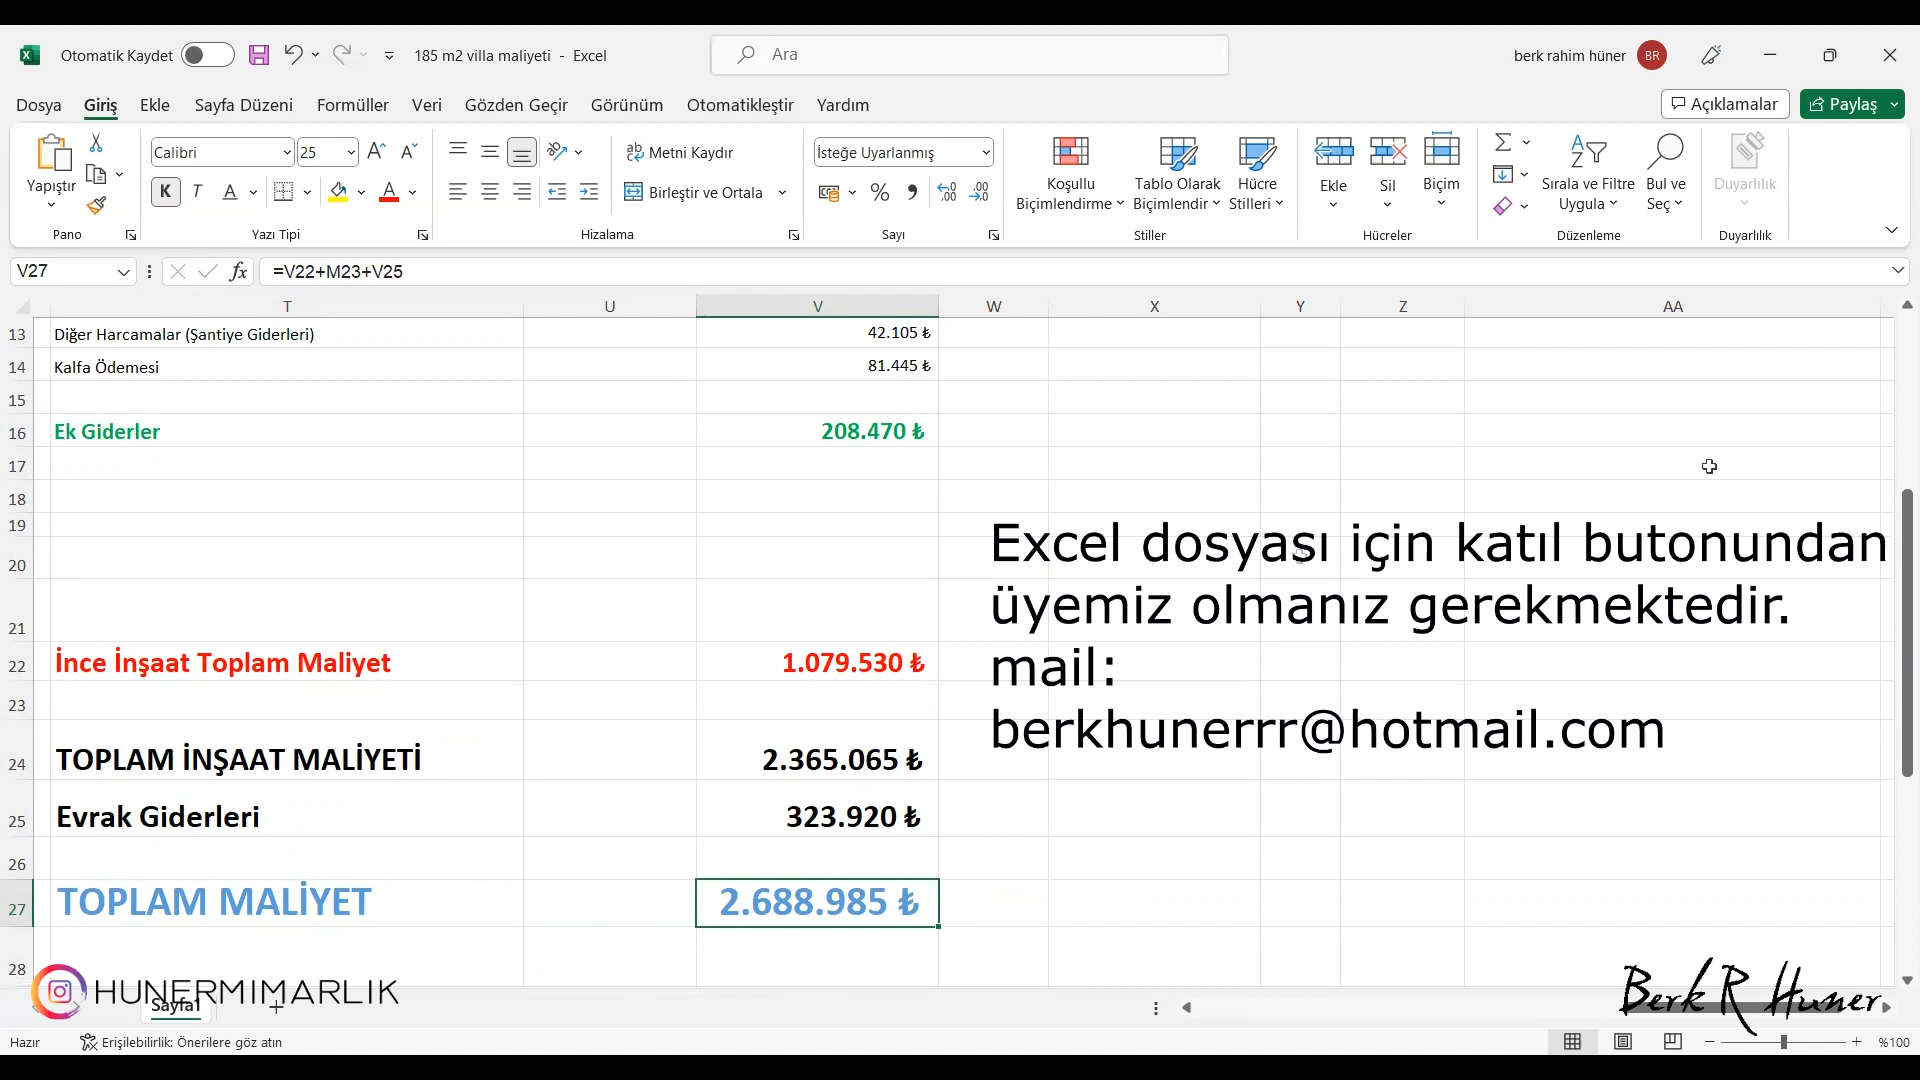 Otomatik Kaydet
185 m2 villa maliyeti - Excel
Ara
berk rahim hüner
BR
Dosya
Giriş
Ekle
Sayfa Düzeni
Formüller
Veri
Gözden Geçir
Görünüm
Otomatikleştir
Yardım
Açıklamalar
Paylaş
Yapıştır
Pano
Calibri
25
K
T
A
Yazı Tipi
Metni Kaydır
Birleştir ve Ortala
Hizalama
İsteğe Uyarlanmış
Sayı
Koşullu
Biçimlendirme
Tablo Olarak
Biçimlendir
Hücre
Stilleri
Stiller
Ekle
Sil
Biçim
Hücreler
Sırala ve Filtre
Uygula
Bul ve
Seç
Düzenleme
Duyarlılık
Duyarlılık
V27
fx
=V22+M23+V25
T U V W X Y Z AA
13 Diğer Harcamalar (Şantiye Giderleri) 42.105 ₺
14 Kalfa Ödemesi 81.445 ₺
15
16 Ek Giderler 208.470 ₺
17
18
19
20
21
22 İnce İnşaat Toplam Maliyet 1.079.530 ₺
23
24 TOPLAM İNŞAAT MALİYETİ 2.365.065 ₺
25 Evrak Giderleri 323.920 ₺
26
27 TOPLAM MALİYET 2.688.985 ₺
28
Excel dosyası için katıl butonundan
üyemiz olmanız gerekmektedir.
mail:
berkhunerrr@hotmail.com
HUNERMIMARLIK
Sayfa1
Berk R Huner
Hazır
Erişilebilirlik: Önerilere göz atın
%100